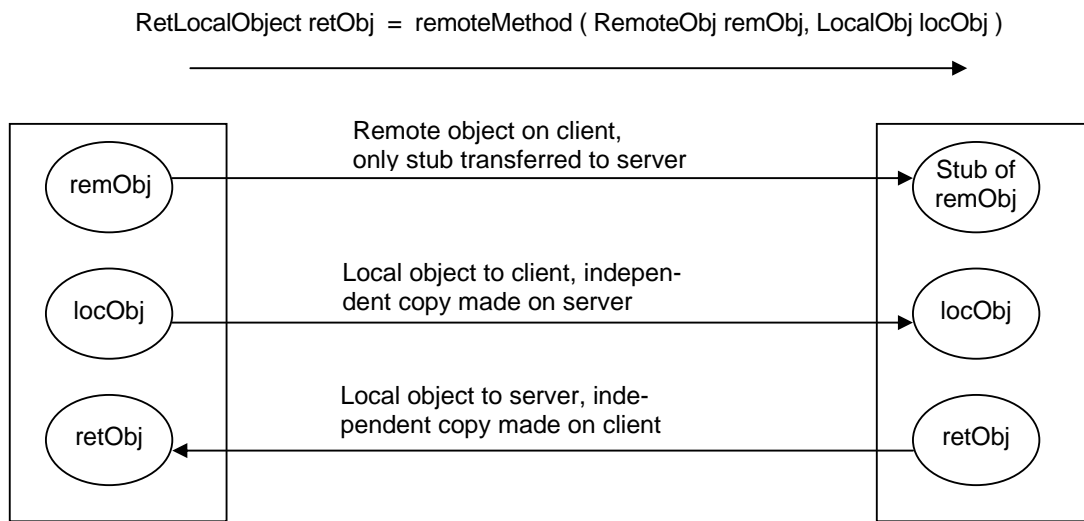 RetLocalObject retObj = remoteMethod ( RemoteObj remObj, LocalObj locObj )
Remote object on client,
only stub transferred to server
remObj
Stub of
remObj
Local object to client, indepen-
dent copy made on server
locObj
locObj
Local object to server, inde-
pendent copy made on client
retObj
retObj